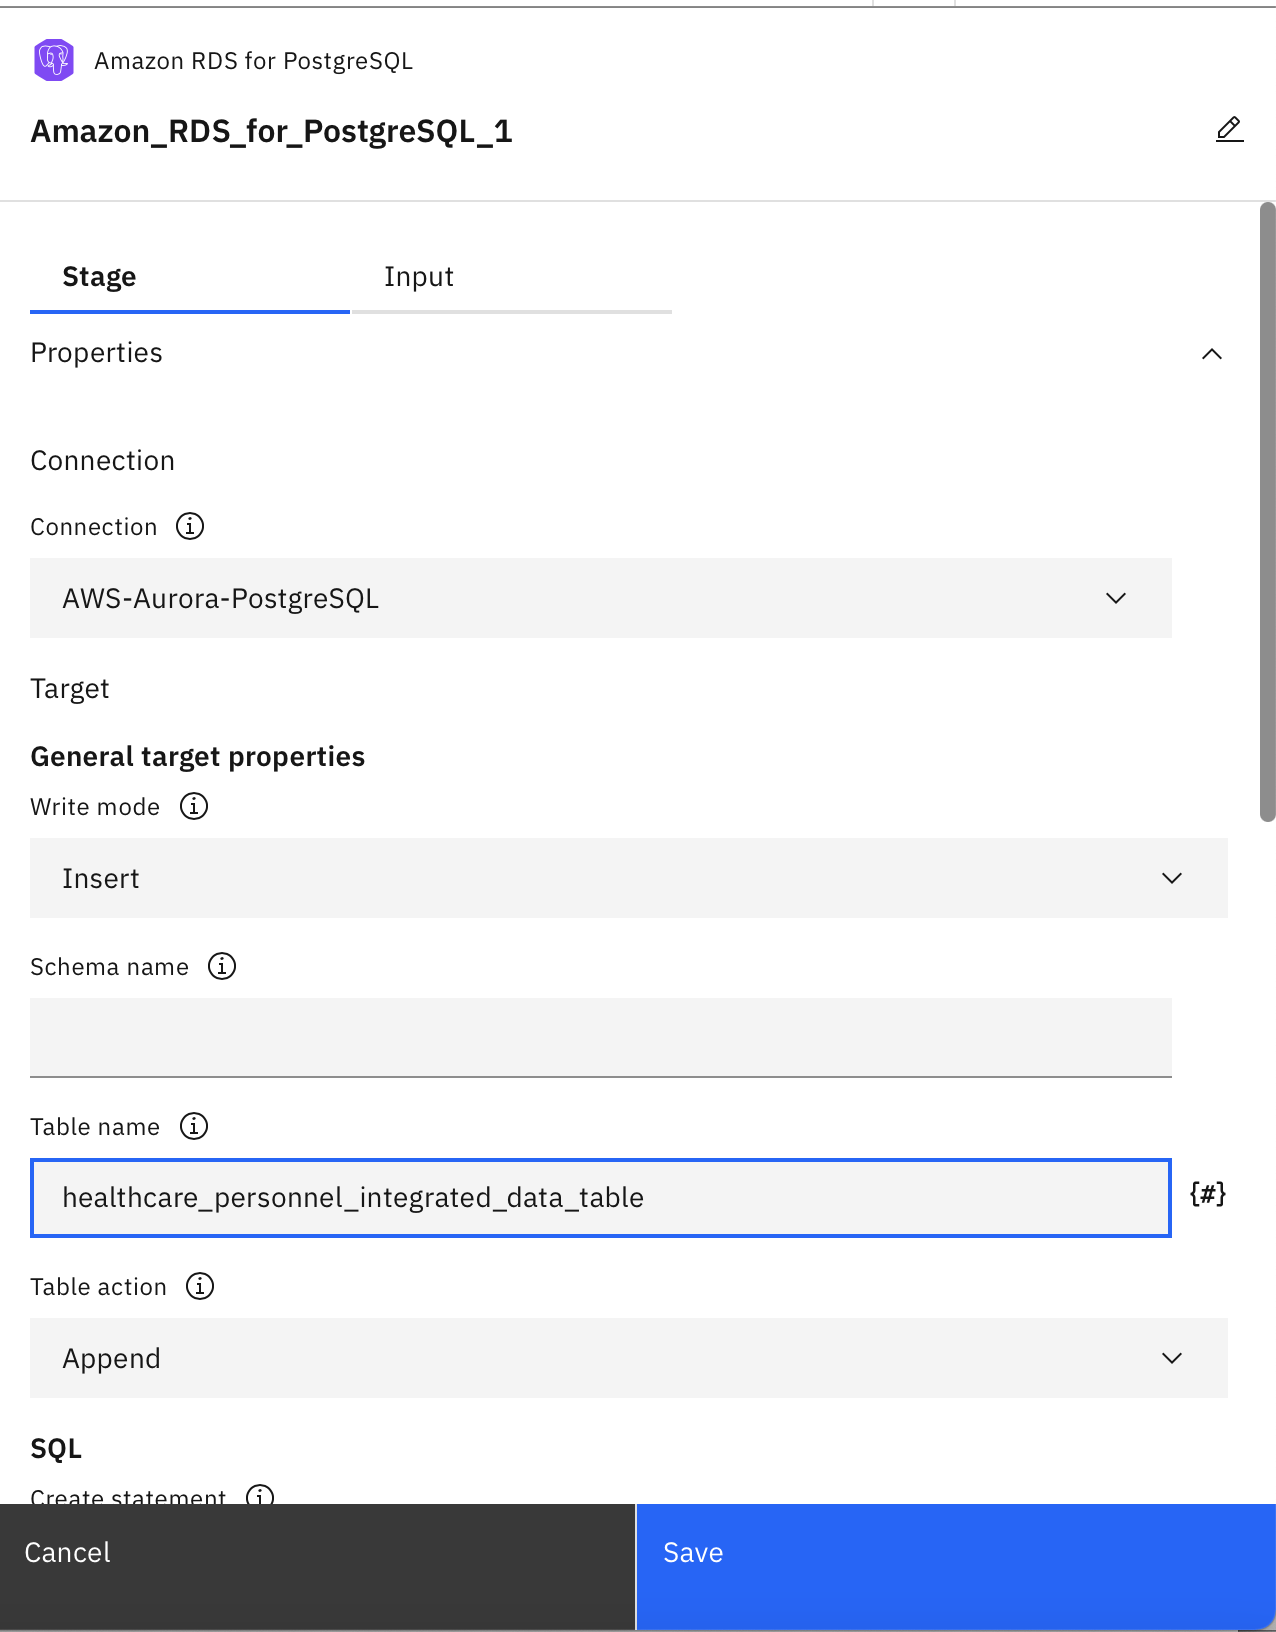 Amazon RDS for PostgreSQL
Amazon_RDS_for_PostgreSQL_1
Stage Input
Properties
Connection
Connection
AWS-Aurora-PostgreSQL
Target
General target properties
Write mode
Insert
Schema name
Table name
healthcare_personnel_integrated_data_table
{#}
Table action
Append
SQL
Create statement
Cancel Save